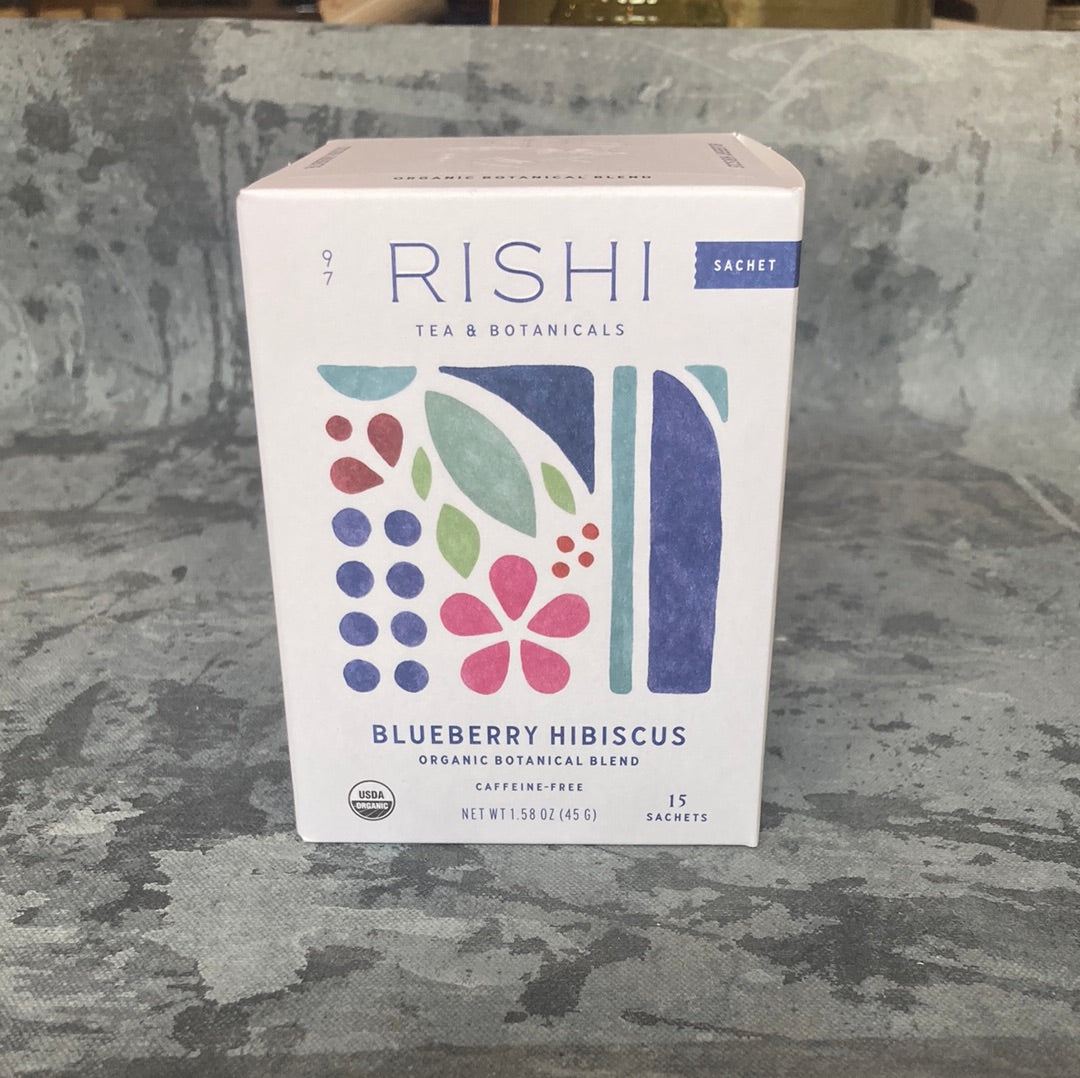 ORGANIC BOTANICAL BLEND
9
7
RISHI
SACHET
TEA & BOTANICALS
BLUEBERRY HIBISCUS
ORGANIC BOTANICAL BLEND
CAFFEINE-FREE
USDA
ORGANIC
NET WT 1.58 OZ (45 G)
15
SACHETS